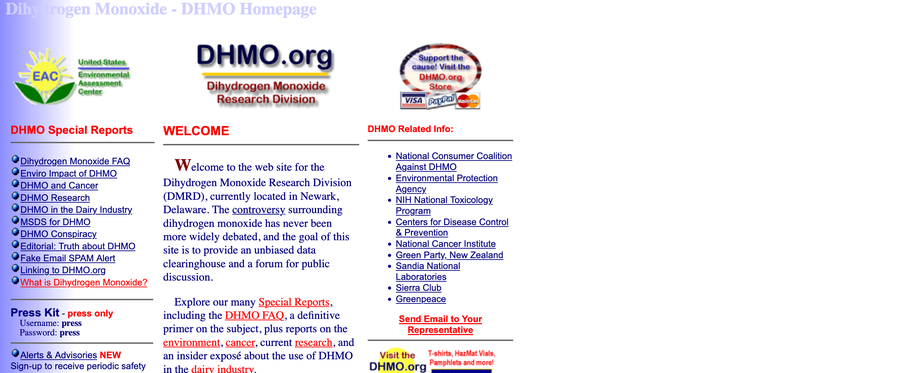 Dihydrogen Monoxide - DHMO Homepage
EAC
United States
Environmental
Assessment
Center
DHMO.org
Dihydrogen Monoxide
Research Division
Support the
cause! Visit the
DHMO.org
Store
VISA PayPal MasterCard
DHMO Special Reports
Dihydrogen Monoxide FAQ
Enviro Impact of DHMO
DHMO and Cancer
DHMO Research
DHMO in the Dairy Industry
MSDS for DHMO
DHMO Conspiracy
Editorial: Truth about DHMO
Fake Email SPAM Alert
Linking to DHMO.org
What is Dihydrogen Monoxide?
Press Kit - press only
Username: press
Password: press
Alerts & Advisories NEW
Sign-up to receive periodic safety
WELCOME
Welcome to the web site for the
Dihydrogen Monoxide Research Division
(DMRD), currently located in Newark,
Delaware. The controversy surrounding
dihydrogen monoxide has never been
more widely debated, and the goal of this
site is to provide an unbiased data
clearinghouse and a forum for public
discussion.
Explore our many Special Reports,
including the DHMO FAQ, a definitive
primer on the subject, plus reports on the
environment, cancer, current research, and
an insider exposé about the use of DHMO
in the dairy industry.
DHMO Related Info:
National Consumer Coalition
Against DHMO
Environmental Protection
Agency
NIH National Toxicology
Program
Centers for Disease Control
& Prevention
National Cancer Institute
Green Party, New Zealand
Sandia National
Laboratories
Sierra Club
Greenpeace
Send Email to Your
Representative
Visit the
DHMO.org
T-shirts, HazMat Vials,
Pamphlets and more!